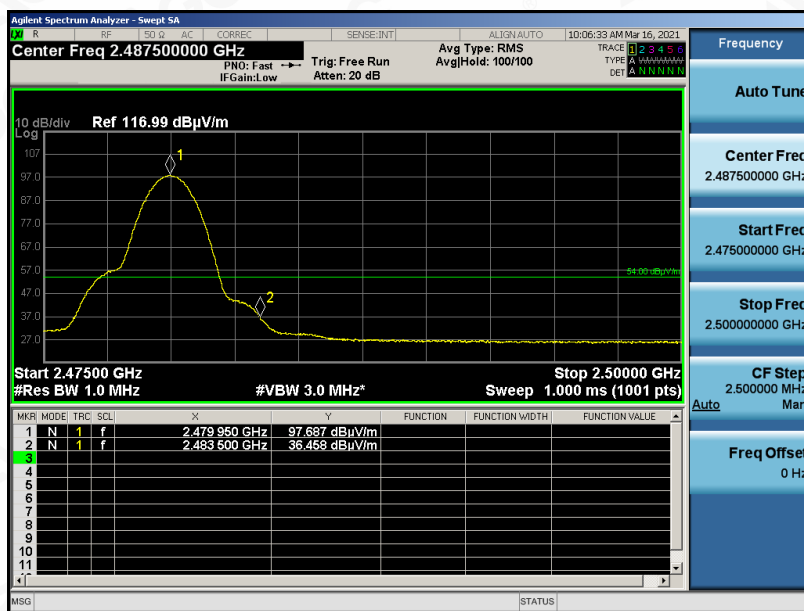 Agilent Spectrum Analyzer - Swept SA
LXI R RF 50 Ω AC CORREC SENSE:INT ALIGN AUTO 10:06:33 AM Mar 16, 2021
Center Freq 2.487500000 GHz
PNO: Fast
IFGain:Low
Trig: Free Run
Atten: 20 dB
Avg Type: RMS
Avg|Hold: 100/100
TRACE 1 2 3 4 5 6
TYPE A WWWWW
DET A N N N N N
10 dB/div Ref 116.99 dBµV/m
Log
107
97.0
87.0
77.0
67.0
57.0
47.0
37.0
27.0
1
2
54.00 dBµV/m
Start 2.47500 GHz Stop 2.50000 GHz
#Res BW 1.0 MHz #VBW 3.0 MHz* Sweep 1.000 ms (1001 pts)
MKR MODE TRC SCL X Y FUNCTION FUNCTION WIDTH FUNCTION VALUE
1 N 1 f 2.479 950 GHz 97.687 dBµV/m
2 N 1 f 2.483 500 GHz 36.458 dBµV/m
3
4
5
6
7
8
9
10
11
MSG STATUS
Frequency
Auto Tune
Center Freq
2.487500000 GHz
Start Freq
2.475000000 GHz
Stop Freq
2.500000000 GHz
CF Step
2.500000 MHz
Auto Man
Freq Offset
0 Hz